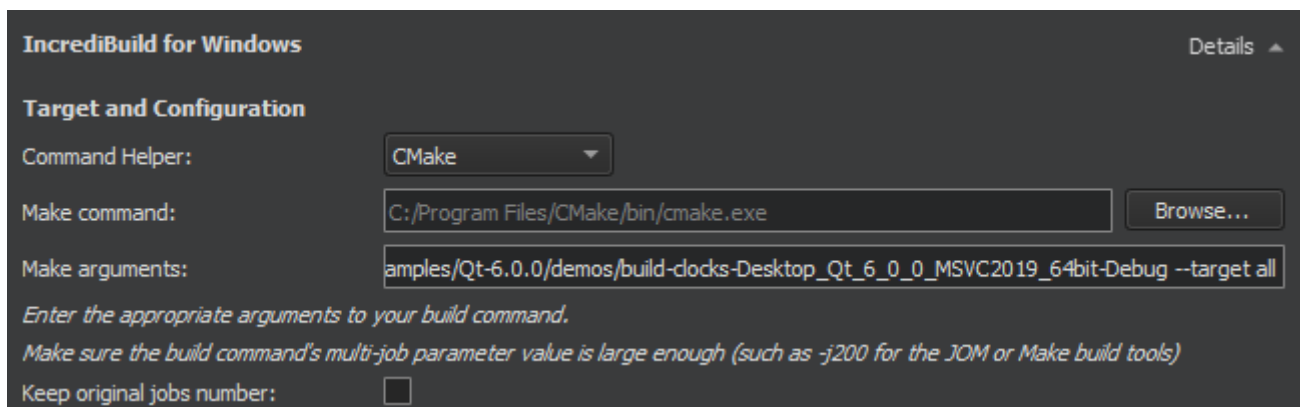 IncrediBuild for Windows
Details
Target and Configuration
Command Helper:
CMake
Make command:
C:/Program Files/CMake/bin/cmake.exe
Browse...
Make arguments:
amples/Qt-6.0.0/demos/build-clocks-Desktop_Qt_6_0_0_MSVC2019_64bit-Debug --target all
Enter the appropriate arguments to your build command.
Make sure the build command's multi-job parameter value is large enough (such as -j200 for the JOM or Make build tools)
Keep original jobs number: